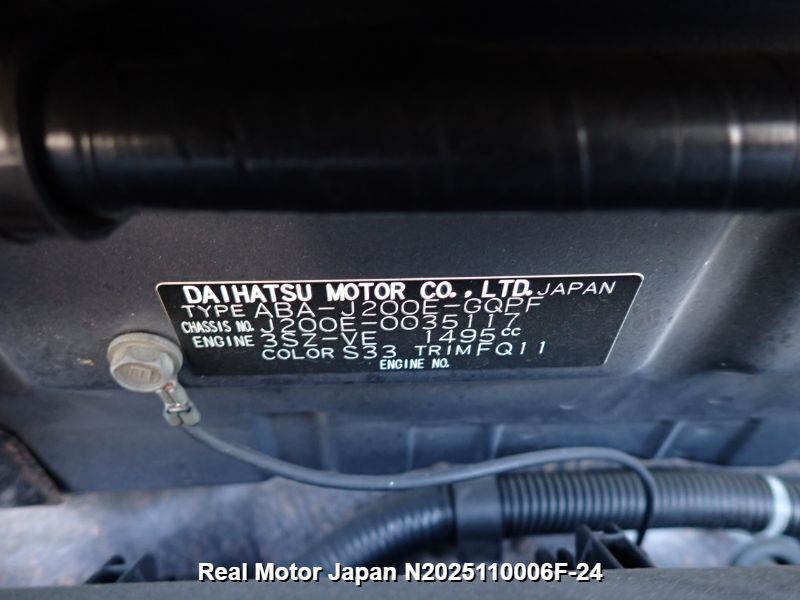 DAIHATSU MOTOR CO.,LTD. JAPAN
TYPE ABA-J200E-GQPF
CHASSIS NO. J200E-0035117
ENGINE 3SZ-VE 1495cc
COLOR S33 TRIM FQ11
ENGINE NO.
E
Real Motor Japan N2025110006F-24